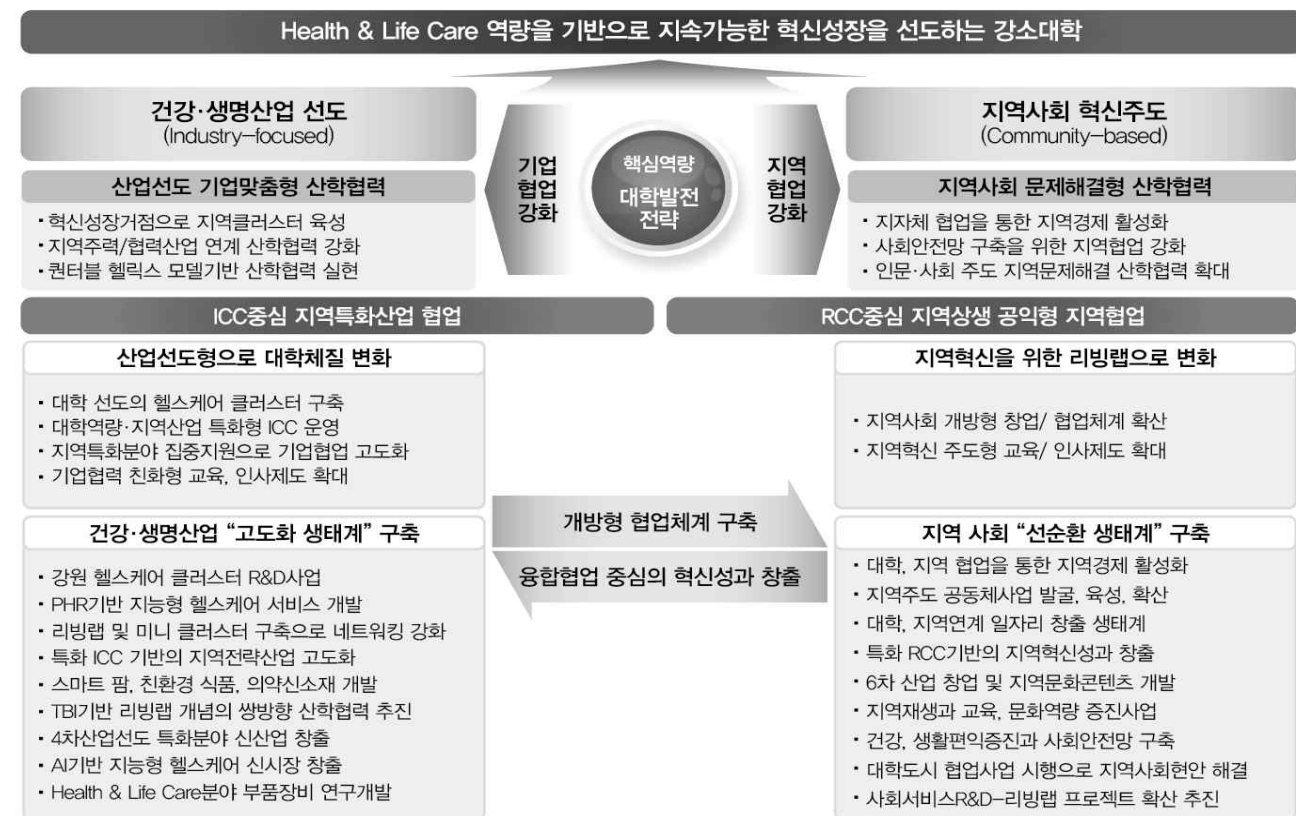 Health & Life Care 역량을 기반으로 지속가능한 혁신성장을 선도하는 강소대학
건강·생명산업 선도
(Industry-focused)
산업선도 기업맞춤형 산학협력
· 혁신성장거점으로 지역클러스터 육성
· 지역주력/협력산업 연계 산학협력 강화
· 퀀터블 헬릭스 모델기반 산학협력 실현
기업
협업
강화
핵심역량
대학발전
전략
지역
협업
강화
지역사회 혁신주도
(Community-based)
지역사회 문제해결형 산학협력
· 지자체 협업을 통한 지역경제 활성화
· 사회안전망 구축을 위한 지역협업 강화
· 인문·사회 주도 지역문제해결 산학협력 확대
ICC중심 지역특화산업 협업
RCC중심 지역상생 공익형 지역협업
산업선도형으로 대학체질 변화
· 대학 선도의 헬스케어 클러스터 구축
· 대학역량·지역산업 특화형 ICC 운영
· 지역특화분야 집중지원으로 기업협업 고도화
· 기업협력 친화형 교육, 인사제도 확대
지역혁신을 위한 리빙랩으로 변화
· 지역사회 개방형 창업/ 협업체계 확산
· 지역혁신 주도형 교육/ 인사제도 확대
개방형 협업체계 구축
융합협업 중심의 혁신성과 창출
건강·생명산업 “고도화 생태계” 구축
· 강원 헬스케어 클러스터 R&D사업
· PHR기반 지능형 헬스케어 서비스 개발
· 리빙랩 및 미니 클러스터 구축으로 네트워킹 강화
· 특화 ICC 기반의 지역전략산업 고도화
· 스마트 팜, 친환경 식품, 의약신소재 개발
· TBI기반 리빙랩 개념의 쌍방향 산학협력 추진
· 4차산업선도 특화분야 신산업 창출
· AI기반 지능형 헬스케어 신시장 창출
· Health & Life Care분야 부품장비 연구개발
지역 사회 “선순환 생태계” 구축
· 대학, 지역 협업을 통한 지역경제 활성화
· 지역주도 공동체사업 발굴, 육성, 확산
· 대학, 지역연계 일자리 창출 생태계
· 특화 RCC기반의 지역혁신성과 창출
· 6차 산업 창업 및 지역문화콘텐츠 개발
· 지역재생과 교육, 문화역량 증진사업
· 건강, 생활편익증진과 사회안전망 구축
· 대학도시 협업사업 시행으로 지역사회현안 해결
· 사회서비스R&D-리빙랩 프로젝트 확산 추진